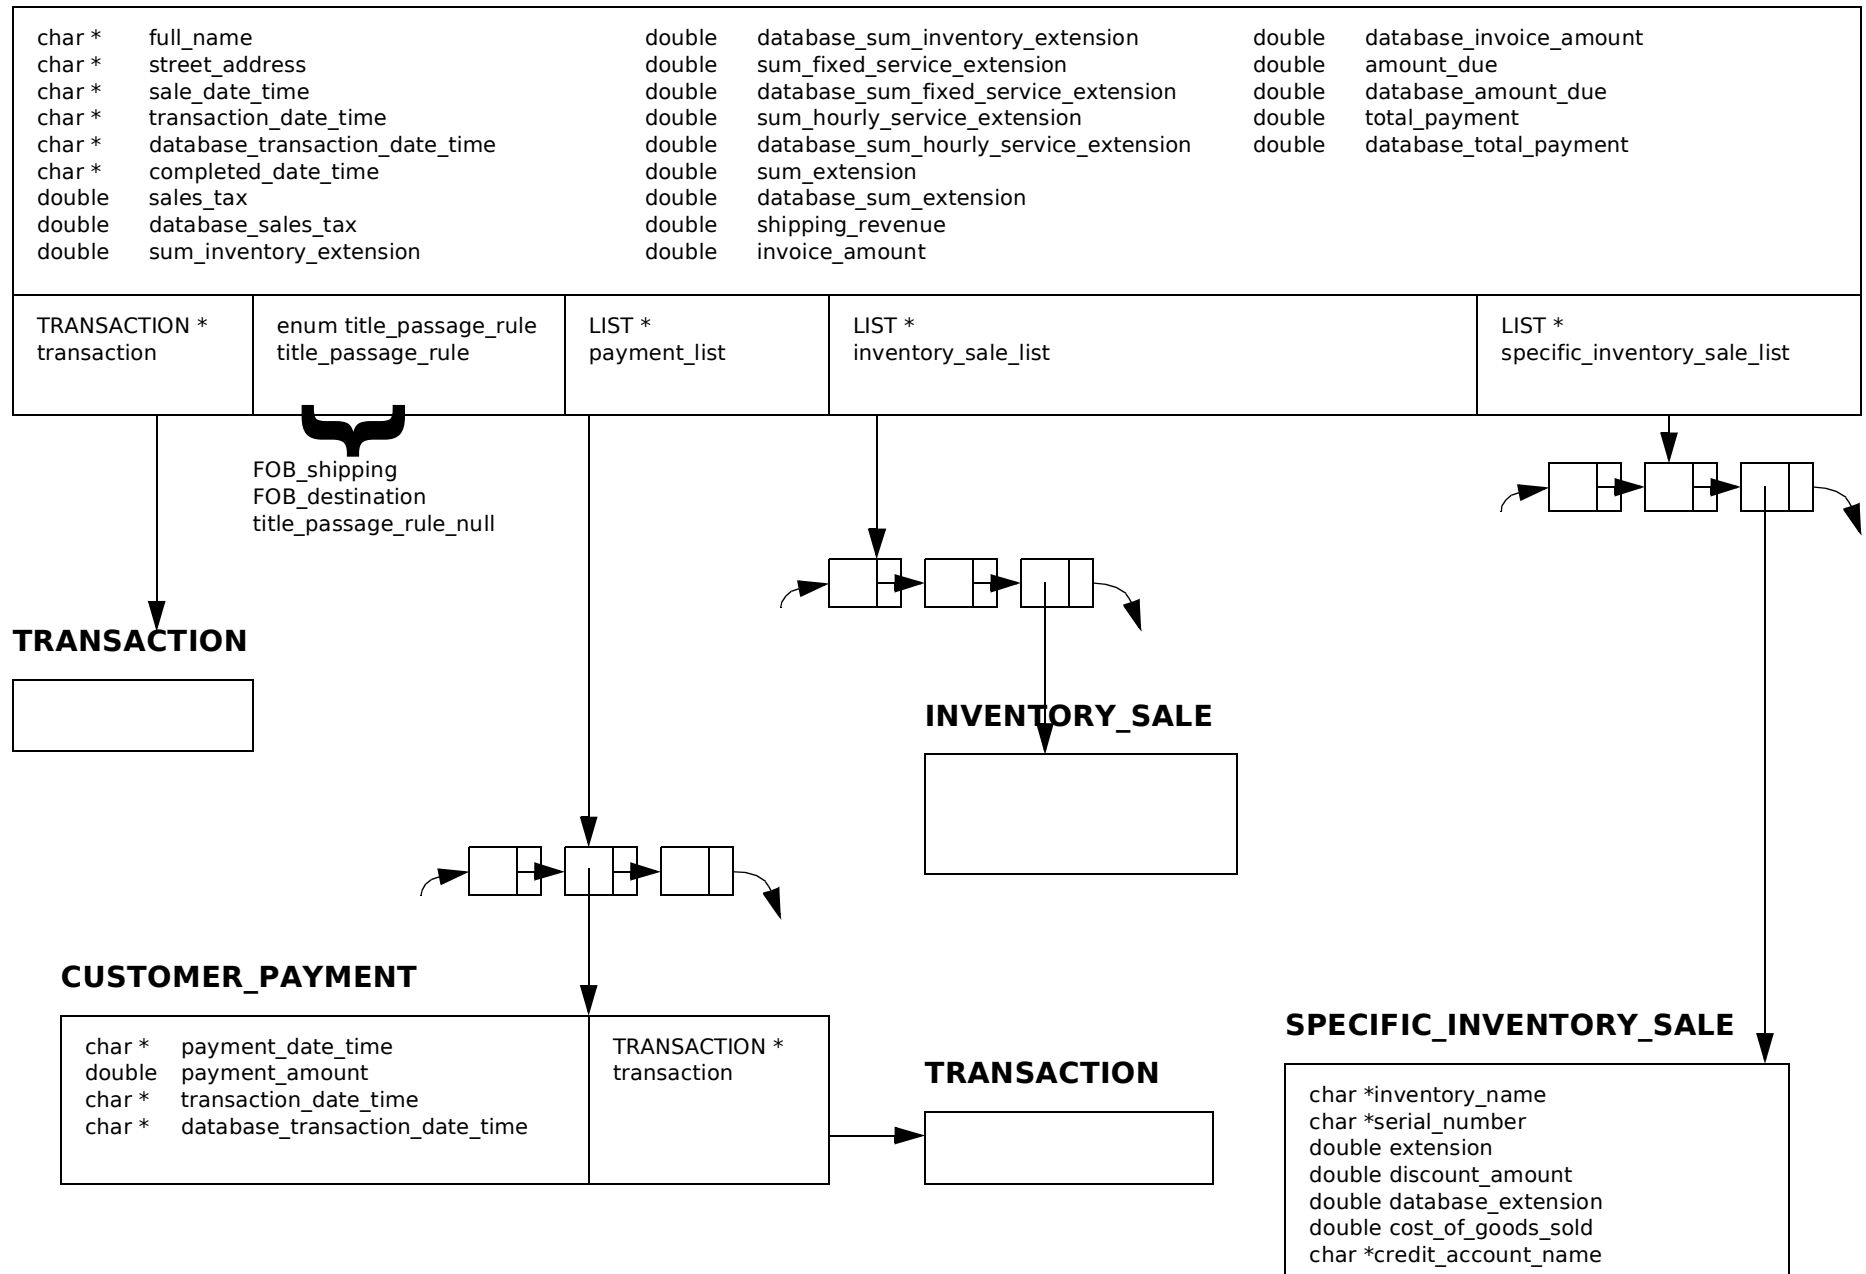 char * full_name
char * street_address
char * sale_date_time
char * transaction_date_time
char * database_transaction_date_time
char * completed_date_time
double sales_tax
double database_sales_tax
double sum_inventory_extension
double database_sum_inventory_extension
double sum_fixed_service_extension
double database_sum_fixed_service_extension
double sum_hourly_service_extension
double database_sum_hourly_service_extension
double sum_extension
double database_sum_extension
double shipping_revenue
double invoice_amount
double database_invoice_amount
double amount_due
double database_amount_due
double total_payment
double database_total_payment
TRANSACTION *
transaction
enum title_passage_rule
title_passage_rule
LIST *
payment_list
LIST *
inventory_sale_list
LIST *
specific_inventory_sale_list
FOB_shipping
FOB_destination
title_passage_rule_null
TRANSACTION
INVENTORY_SALE
CUSTOMER_PAYMENT
char * payment_date_time
double payment_amount
char * transaction_date_time
char * database_transaction_date_time
TRANSACTION *
transaction
TRANSACTION
SPECIFIC_INVENTORY_SALE
char *inventory_name
char *serial_number
double extension
double discount_amount
double database_extension
double cost_of_goods_sold
char *credit_account_name